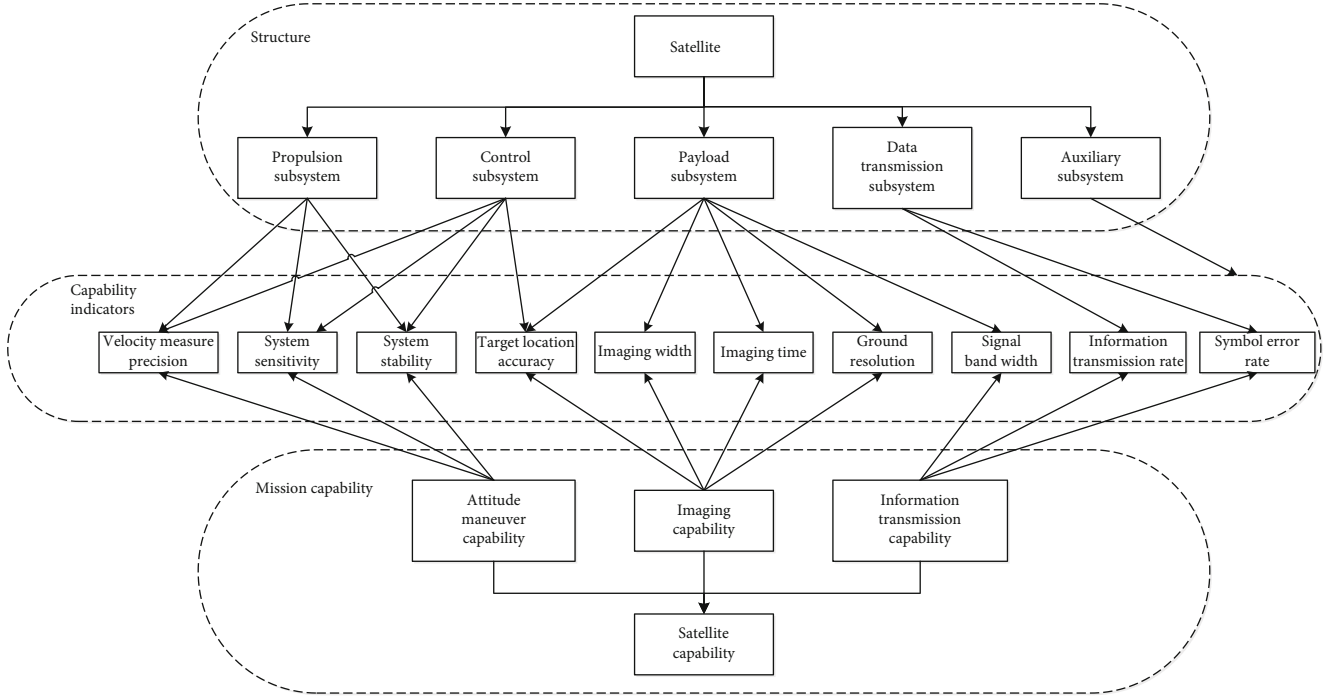 Structure
Satellite
Propulsion
subsystem
Control
subsystem
Payload
subsystem
Data
transmission
subsystem
Auxiliary
subsystem
Capability
indicators
Velocity measure
precision
System
sensitivity
System
stability
Target location
accuracy
Imaging width
Imaging time
Ground
resolution
Signal
band width
Information
transmission rate
Symbol error
rate
Mission capability
Attitude
maneuver
capability
Imaging
capability
Information
transmission
capability
Satellite
capability